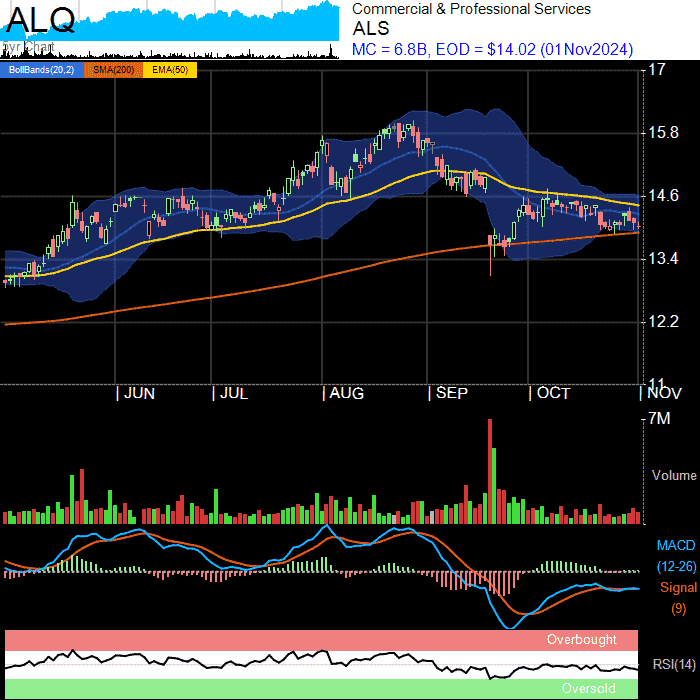 ALQ
5yr Chart
Commercial & Professional Services
ALS
MC = 6.8B, EOD = $14.02 (01Nov2024)
BollBands(20,2) SMA(200) EMA(50)
17
15.8
14.6
13.4
12.2
11
JUN JUL AUG SEP OCT NOV
7M
Volume
MACD
(12-26)
Signal
(9)
Overbought
RSI(14)
Oversold